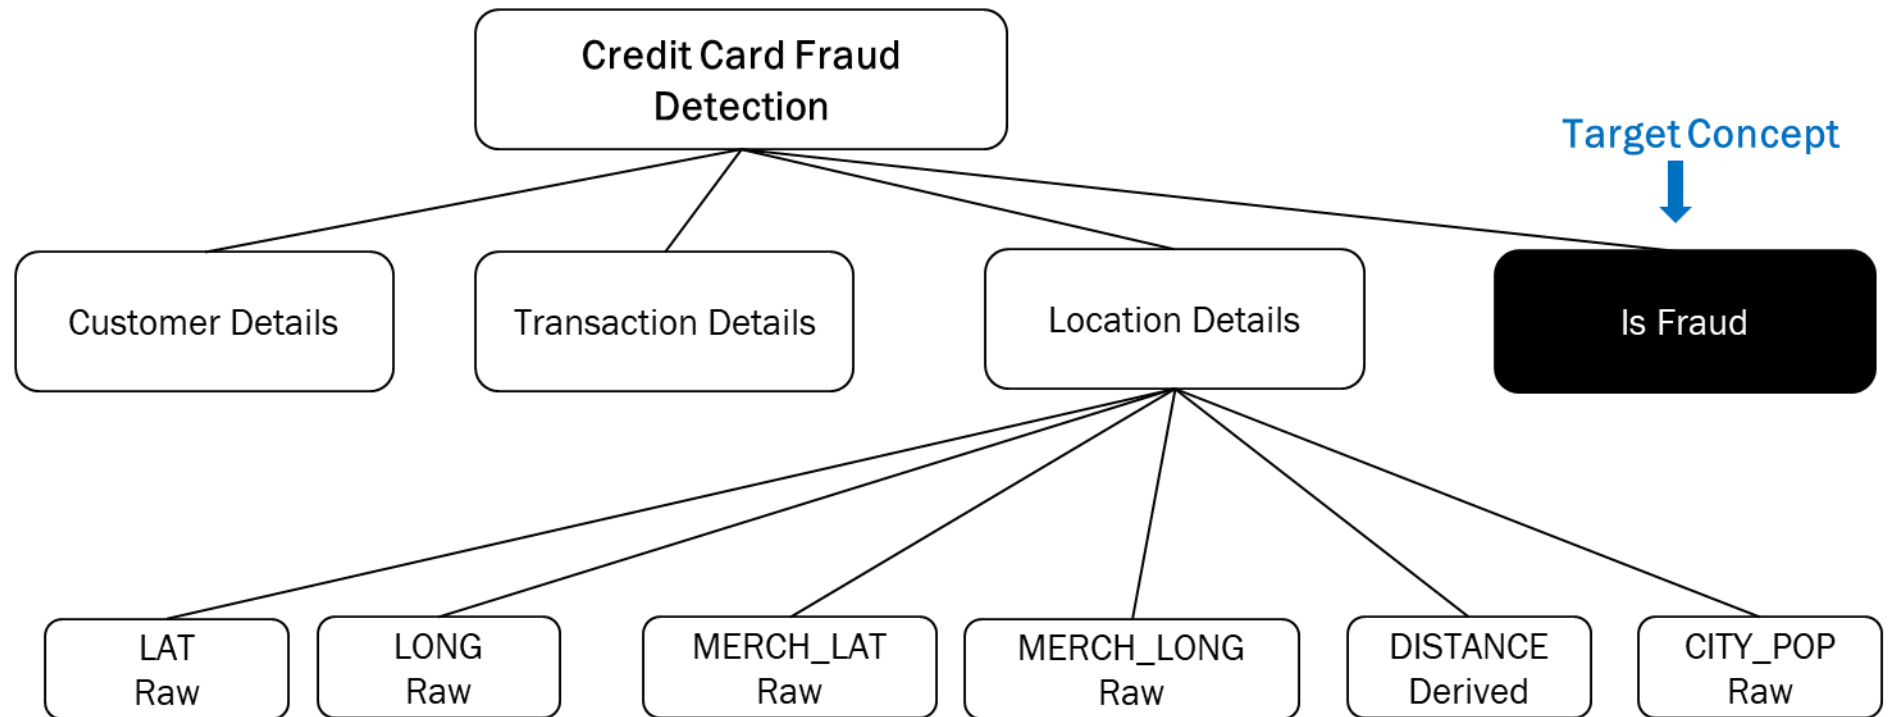 Credit Card Fraud
Detection
Target Concept
Customer Details
Transaction Details
Location Details
Is Fraud
LAT
Raw
LONG
Raw
MERCH_LAT
Raw
MERCH_LONG
Raw
DISTANCE
Derived
CITY_POP
Raw